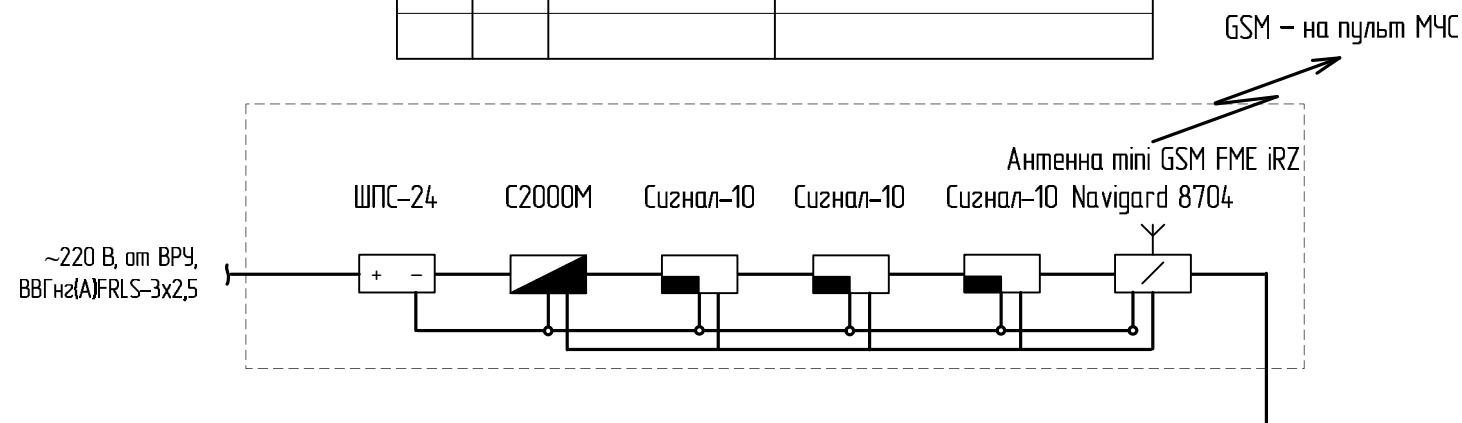 GSM – на пульт МЧС
Антенна mini GSM FME iRZ
ШПС–24
С2000М
Сигнал–10
Сигнал–10
Сигнал–10
Navigard 8704
~220 В, от ВРУ,
ВВГнг(А)FRLS–3х2,5
+ –